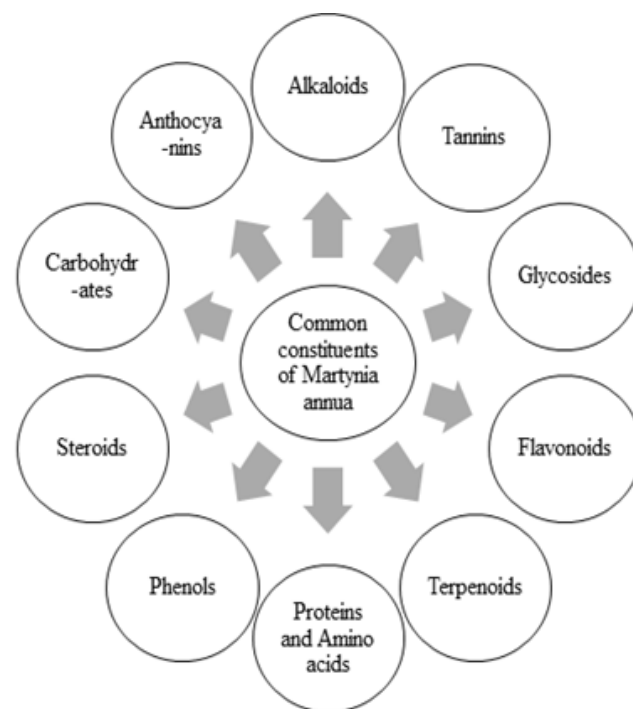 Alkaloids
Tannins
Glycosides
Flavonoids
Terpenoids
Proteins
and Amino
acids
Phenols
Steroids
Carbohydr
-ates
Anthocya
-nins
Common
constituents
of Martynia
annua